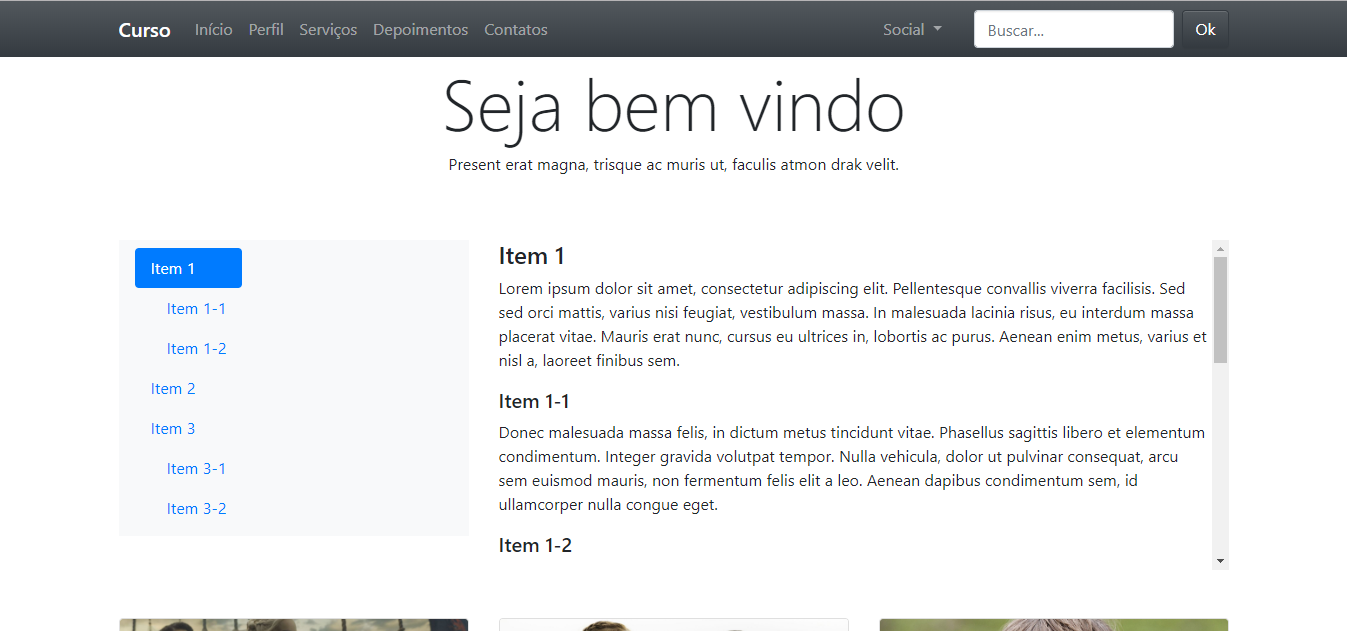 Curso Início Perfil Serviços Depoimentos Contatos Social Buscar... Ok
Seja bem vindo
Present erat magna, trisque ac muris ut, faculis atmon drak velit.
Item 1
Item 1-1
Item 1-2
Item 2
Item 3
Item 3-1
Item 3-2
Item 1
Lorem ipsum dolor sit amet, consectetur adipiscing elit. Pellentesque convallis viverra facilisis. Sed
sed orci mattis, varius nisi feugiat, vestibulum massa. In malesuada lacinia risus, eu interdum massa
placerat vitae. Mauris erat nunc, cursus eu ultrices in, lobortis ac purus. Aenean enim metus, varius et
nisl a, laoreet finibus sem.
Item 1-1
Donec malesuada massa felis, in dictum metus tincidunt vitae. Phasellus sagittis libero et elementum
condimentum. Integer gravida volutpat tempor. Nulla vehicula, dolor ut pulvinar consequat, arcu
sem euismod mauris, non fermentum felis elit a leo. Aenean dapibus condimentum sem, id
ullamcorper nulla congue eget.
Item 1-2